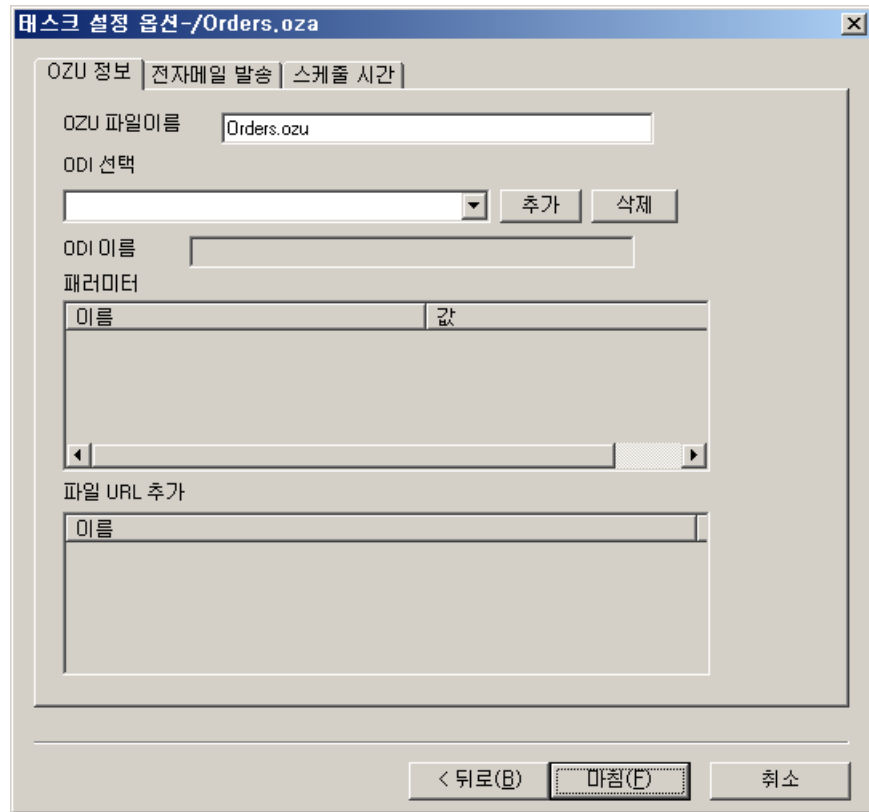 태스크 설정 옵션-/Orders.oza
OZU 정보 전자메일 발송 스케줄 시간
OZU 파일이름 Orders.ozu
ODI 선택
추가 삭제
ODI 이름
패러미터
이름 값
파일 URL 추가
이름
< 뒤로(B) 마침(F) 취소